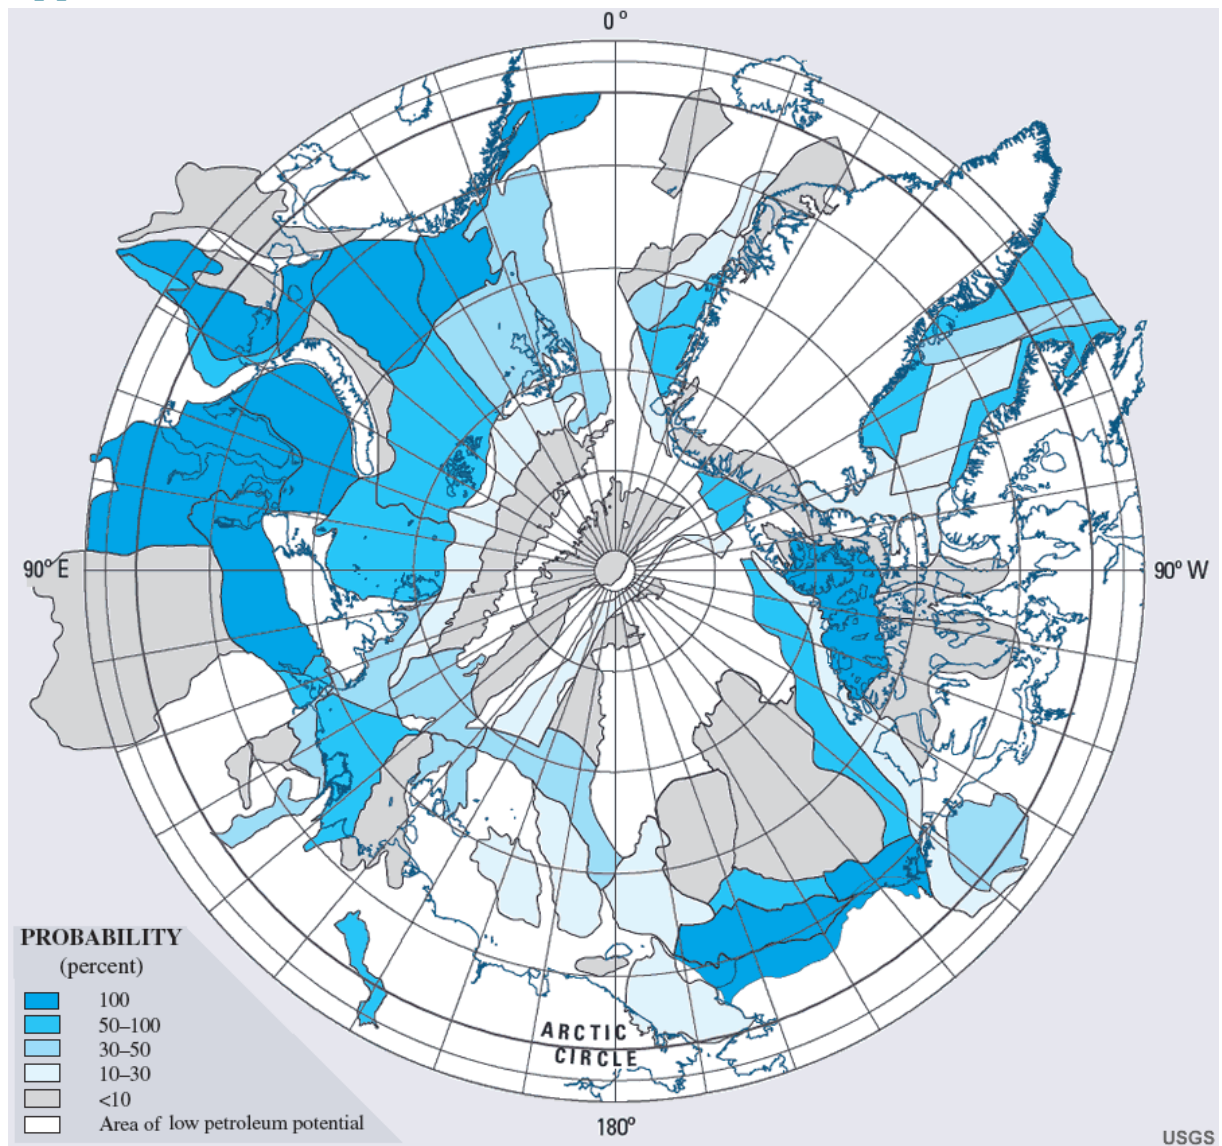 0 °
90° E
90° W
PROBABILITY
(percent)
100
50–100
30–50
10–30
<10
Area of low petroleum potential
ARCTIC
CIRCLE
180°
USGS